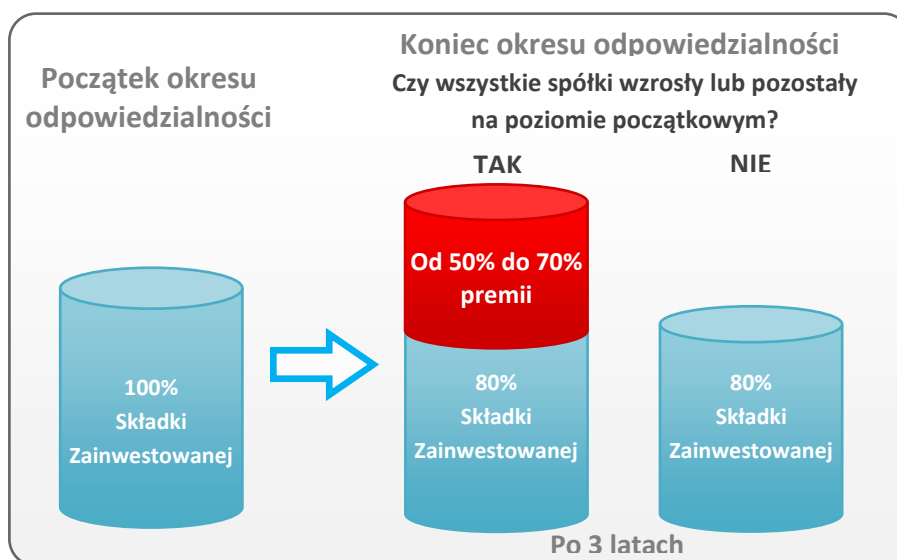 Początek okresu
odpowiedzialności
Koniec okresu odpowiedzialności
Czy wszystkie spółki wzrosły lub pozostały
na poziomie początkowym?
TAK
NIE
100%
Składki
Zainwestowanej
Od 50% do 70%
premii
80%
Składki
Zainwestowanej
80%
Składki
Zainwestowanej
Po 3 latach